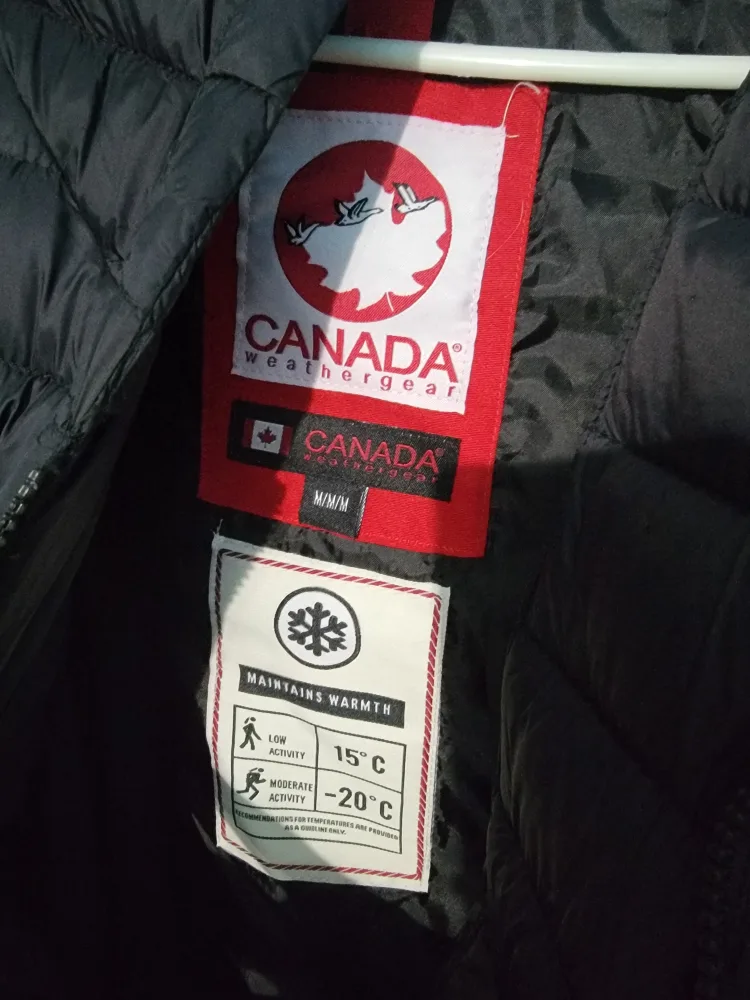 CANADA®
weathergear
CANADA®
weathergear
M/M/M
MAINTAINS WARMTH
LOW
ACTIVITY
15°C
MODERATE
ACTIVITY
-20°C
RECOMMENDATIONS FOR TEMPERATURES ARE PROVIDED
AS A GUIDELINE ONLY.